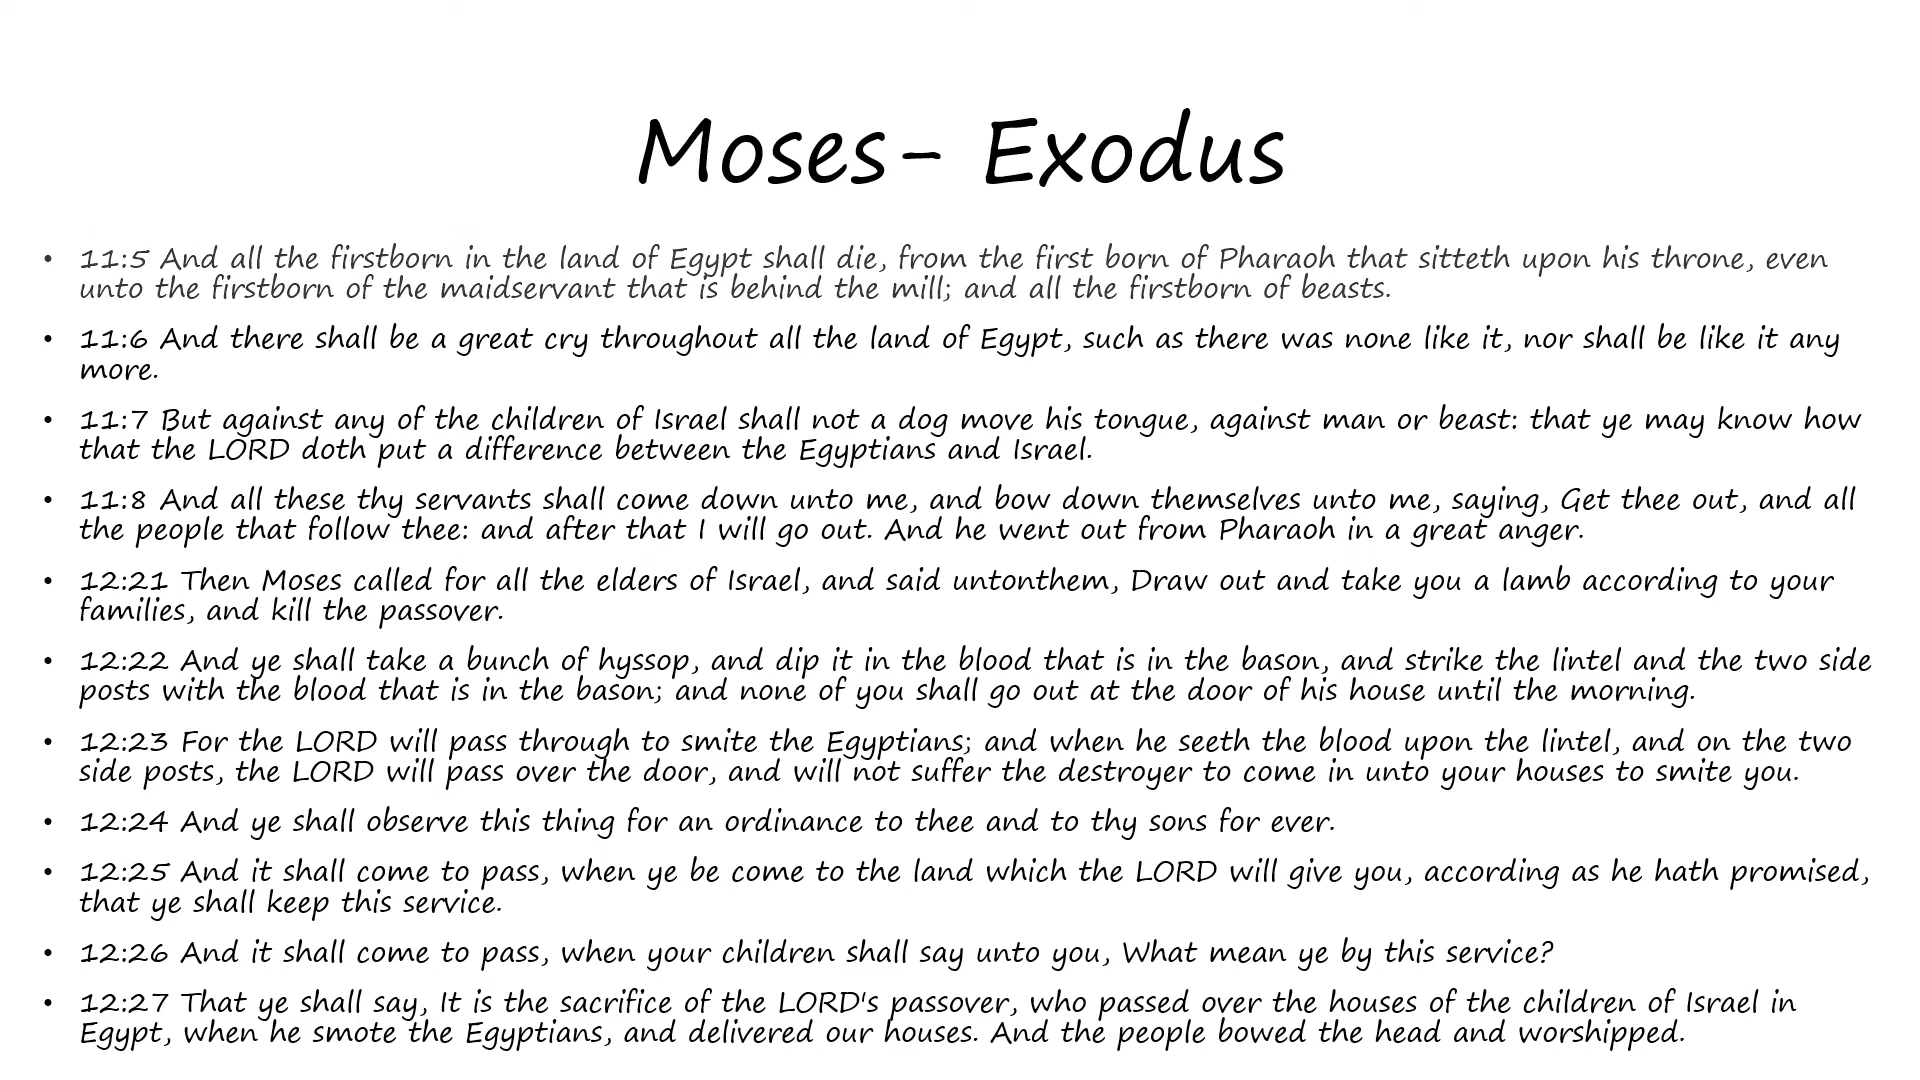 Moses- Exodus
• 11:5 And all the firstborn in the land of Egypt shall die, from the first born of Pharaoh that sitteth upon his throne, even
unto the firstborn of the maidservant that is behind the mill; and all the firstborn of beasts.
• 11:6 And there shall be a great cry throughout all the land of Egypt, such as there was none like it, nor shall be like it any
more.
• 11:7 But against any of the children of Israel shall not a dog move his tongue, against man or beast: that ye may know how
that the LORD doth put a difference between the Egyptians and Israel.
• 11:8 And all these thy servants shall come down unto me, and bow down themselves unto me, saying, Get thee out, and all
the people that follow thee: and after that I will go out. And he went out from Pharaoh in a great anger.
• 12:21 Then Moses called for all the elders of Israel, and said untonthem, Draw out and take you a lamb according to your
families, and kill the passover.
• 12:22 And ye shall take a bunch of hyssop, and dip it in the blood that is in the bason, and strike the lintel and the two side
posts with the blood that is in the bason; and none of you shall go out at the door of his house until the morning.
• 12:23 For the LORD will pass through to smite the Egyptians; and when he seeth the blood upon the lintel, and on the two
side posts, the LORD will pass over the door, and will not suffer the destroyer to come in unto your houses to smite you.
• 12:24 And ye shall observe this thing for an ordinance to thee and to thy sons for ever.
• 12:25 And it shall come to pass, when ye be come to the land which the LORD will give you, according as he hath promised,
that ye shall keep this service.
• 12:26 And it shall come to pass, when your children shall say unto you, What mean ye by this service?
• 12:27 That ye shall say, It is the sacrifice of the LORD's passover, who passed over the houses of the children of Israel in
Egypt, when he smote the Egyptians, and delivered our houses. And the people bowed the head and worshipped.